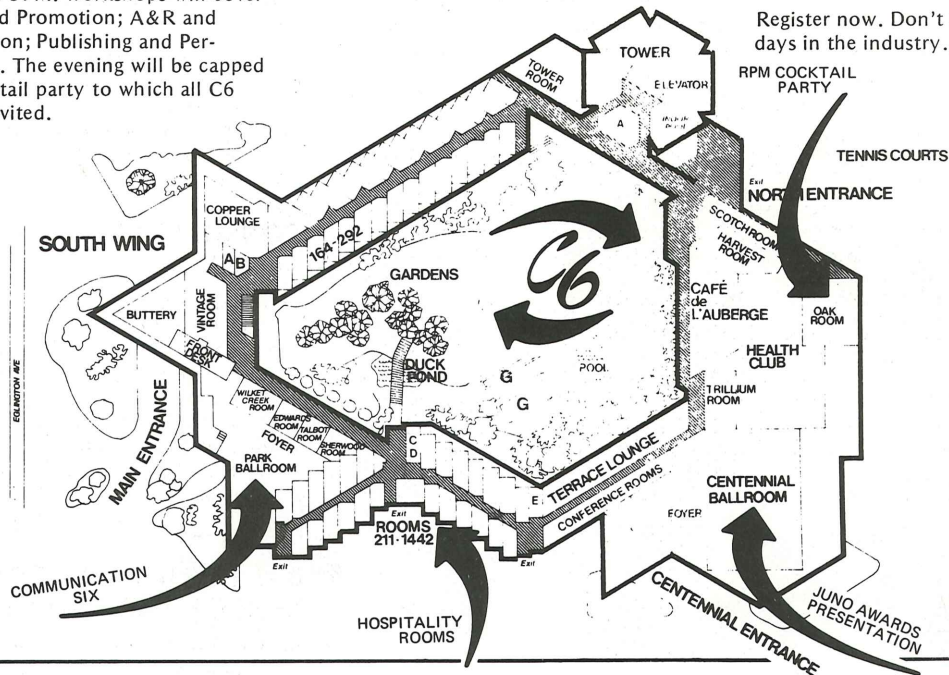 d Promotion; A&R and
on; Publishing and Per-
. The evening will be capped
tail party to which all C6
vited.
Register now. Don't
days in the industry.
RPM COCKTAIL
PARTY
TOWER
ELEVATOR
TOWER
ROOM
A
TENNIS COURTS
Exit
NORTH ENTRANCE
SCOTCH ROOM
HARVEST
ROOM
COPPER
LOUNGE
AB
164-292
SOUTH WING
GARDENS
C6
CAFÉ
de
L'AUBERGE
OAK
ROOM
BUTTERY
VINTAGE
ROOM
FRONT
DESK
DUCK
POND
G
G
POOL
HEALTH
CLUB
TRILLIUM
ROOM
EGLINTON AVE
MAIN ENTRANCE
WILKET
CREEK
ROOM
EDWARDS
ROOM
TALBOT
ROOM
SHERWOOD
ROOM
FOYER
PARK
BALLROOM
C
D
E
TERRACE LOUNGE
CONFERENCE ROOMS
CENTENNIAL
BALLROOM
FOYER
Exit
Exit
ROOMS
211-1442
Exit
COMMUNICATION
SIX
HOSPITALITY
ROOMS
CENTENNIAL ENTRANCE
JUNO AWARDS
PRESENTATION